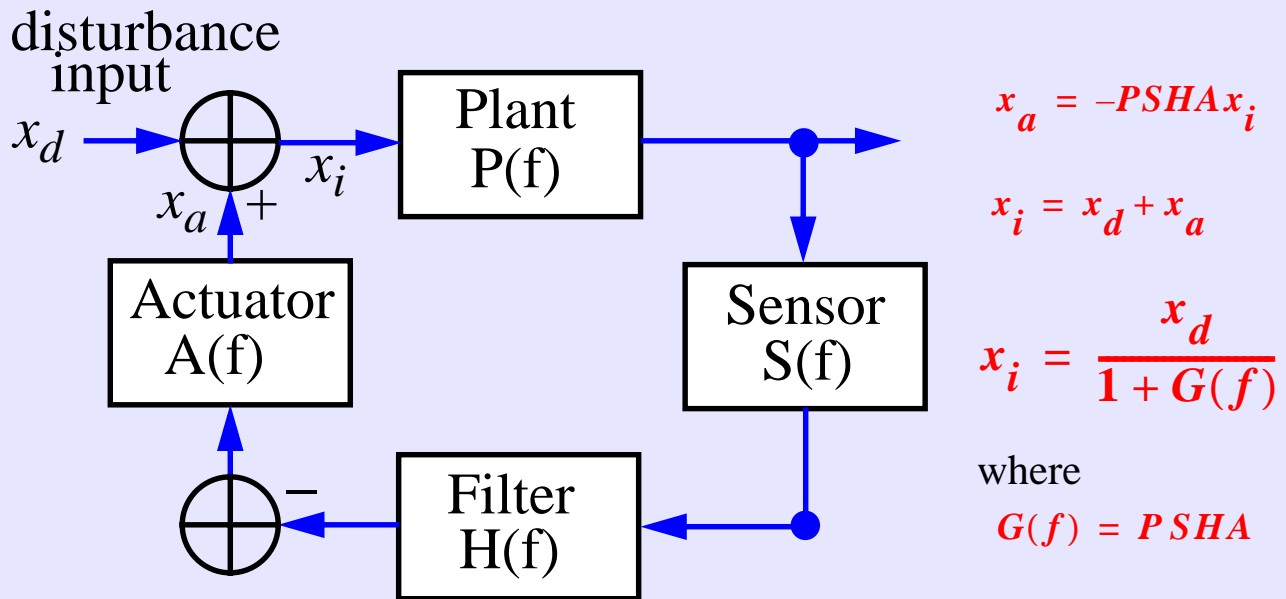 disturbance
input
x_d
x_a
+
x_i
Plant
P(f)
Actuator
A(f)
Sensor
S(f)
−
Filter
H(f)
x_a = –PSHAx_i
x_i = x_d + x_a
x_i = x_d / (1 + G(f))
where
G(f) = PSHA